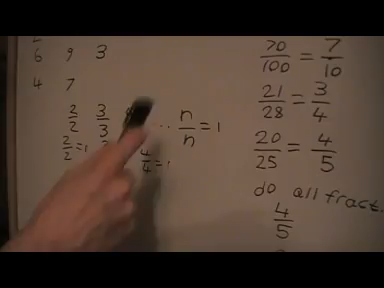 6 9 3
4 7
2/2 3/3 ... n/n = 1
2/2 = 1 4/4 =
70/100 = 7/10
21/28 = 3/4
20/25 = 4/5
do all fract
4/5